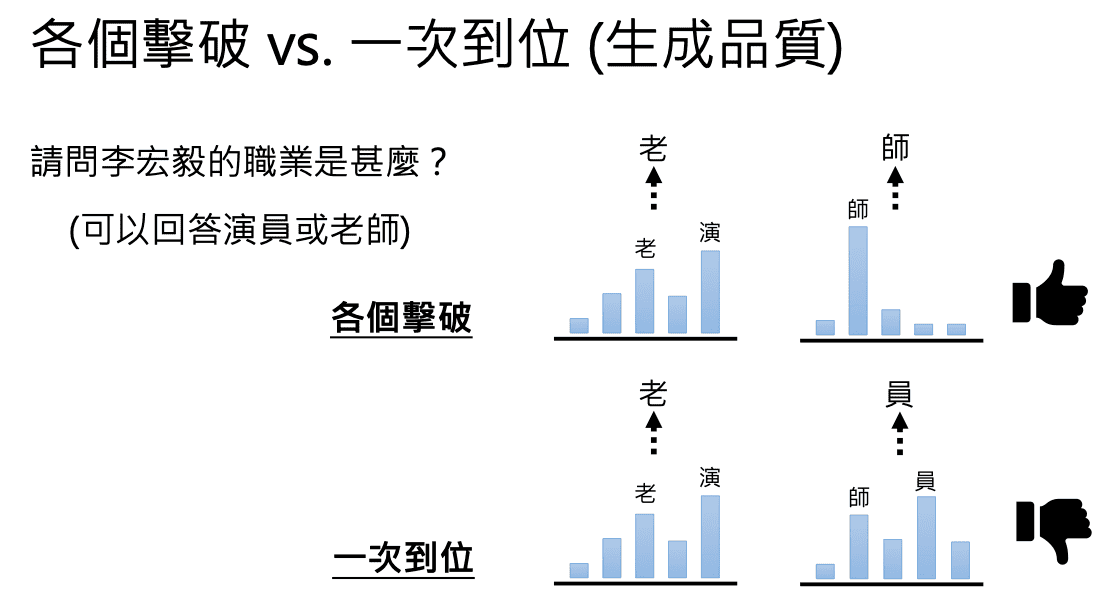 各個擊破 vs. 一次到位 (生成品質)
請問李宏毅的職業是甚麼？
(可以回答演員或老師)
各個擊破
老
老
演
師
師
一次到位
老
老
演
員
師
員